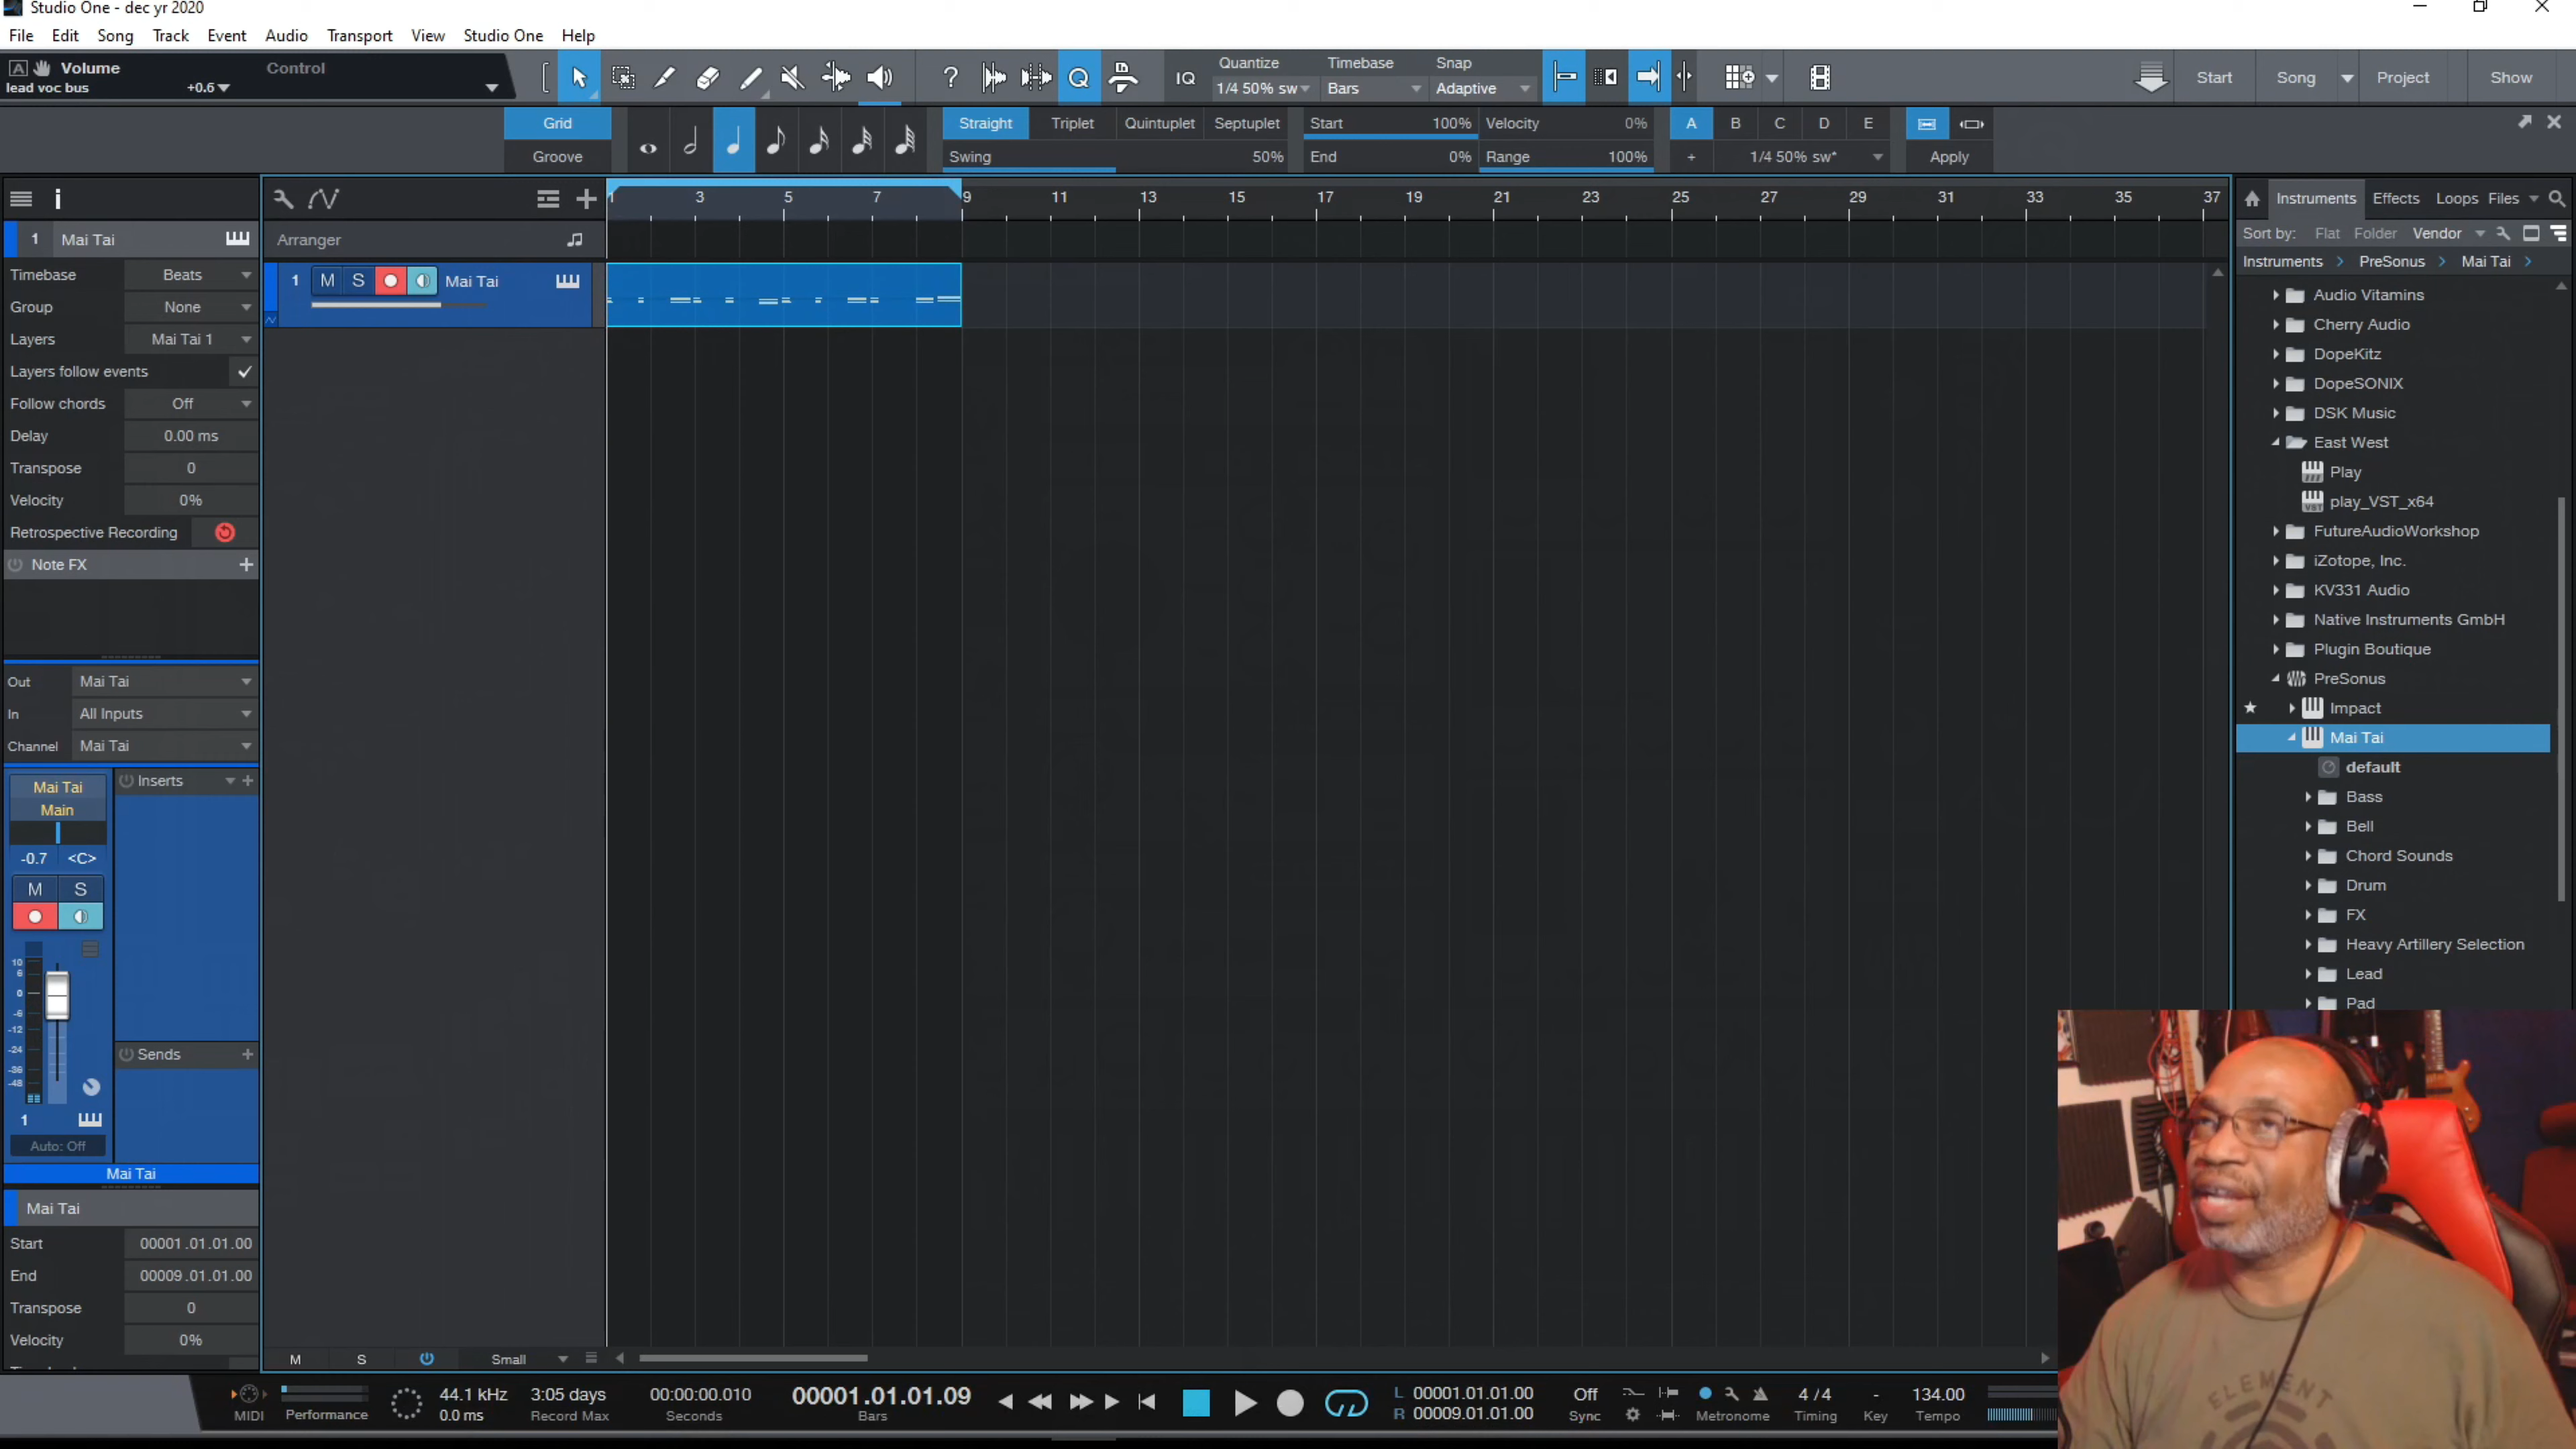 Studio One - dec yr 2020
File Edit Song Track Event Audio Transport View Studio One Help
A Volume Control
lead voc bus +0.6
? IQ Quantize Timebase Snap
1/4 50% sw Bars Adaptive
Start Song Project Show
Grid Straight Triplet Quintuplet Septuplet Start 100% Velocity 0% A B C D E
Groove Swing 50% End 0% Range 100% + 1/4 50% sw* Apply
1 3 5 7 9 11 13 15 17 19 21 23 25 27 29 31 33 35 37
Instruments Effects Loops Files
1 Mai Tai
Arranger
Sort by: Flat Folder Vendor
Instruments > PreSonus > Mai Tai >
1 M S Mai Tai
Timebase Beats
Group None
Layers Mai Tai 1
Layers follow events
Follow chords Off
Delay 0.00 ms
Transpose 0
Velocity 0%
Retrospective Recording
Note FX
Out Mai Tai
In All Inputs
Channel Mai Tai
Mai Tai
Main
Inserts
-0.7 <C>
M S
10
6
0
-6
-12
-24
-36
-48
Sends
1
Auto: Off
Mai Tai
Mai Tai
Start 00001.01.01.00
End 00009.01.01.00
Transpose 0
Velocity 0%
Audio Vitamins
Cherry Audio
DopeKitz
DopeSONIX
DSK Music
East West
Play
play_VST_x64
FutureAudioWorkshop
iZotope, Inc.
KV331 Audio
Native Instruments GmbH
Plugin Boutique
PreSonus
Impact
Mai Tai
default
Bass
Bell
Chord Sounds
Drum
FX
Heavy Artillery Selection
Lead
Pad
M S Small
MIDI Performance 44.1 kHz
0.0 ms 3:05 days
Record Max 00:00:00.010
Seconds 00001.01.01.09
Bars L 00001.01.01.00
R 00009.01.01.00 Off
Sync Metronome 4 / 4
Timing -
Key 134.00
Tempo
ELEMENT